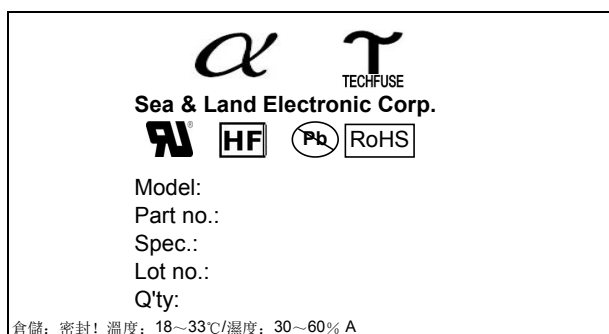 α T
TECHFUSE
Sea & Land Electronic Corp.
RU® HF Pb RoHS
Model:
Part no.:
Spec.:
Lot no.:
Q'ty:
倉儲：密封！溫度：18～33℃/濕度：30～60% A